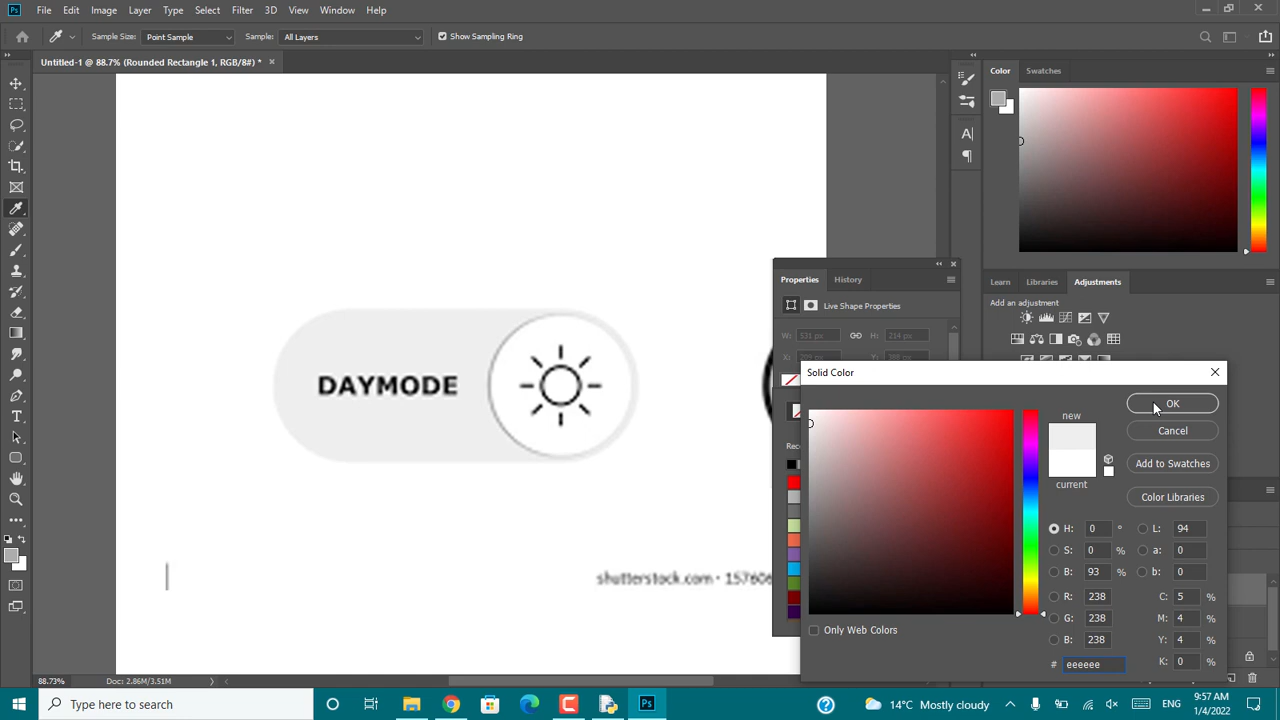 Ps File Edit Image Layer Type Select Filter 3D View Window Help
Sample Size: Point Sample Sample: All Layers Show Sampling Ring
Untitled-1 @ 88.7% (Rounded Rectangle 1, RGB/8#) *
Color Swatches
DAYMODE
shutterstock.com · 157606
Properties History
Live Shape Properties
W: 531 px H: 214 px
Learn Libraries Adjustments
Add an adjustment
Solid Color
new
current
OK
Cancel
Add to Swatches
Color Libraries
H: 0 °
S: 0 %
B: 93 %
R: 238
G: 238
B: 238
L: 94
a: 0
b: 0
C: 5 %
M: 4 %
Y: 4 %
K: 0 %
# eeeeee
Only Web Colors
88.73% Doc: 2.86M/3.51M
Type here to search
14°C Mostly cloudy
ENG
9:57 AM
1/4/2022